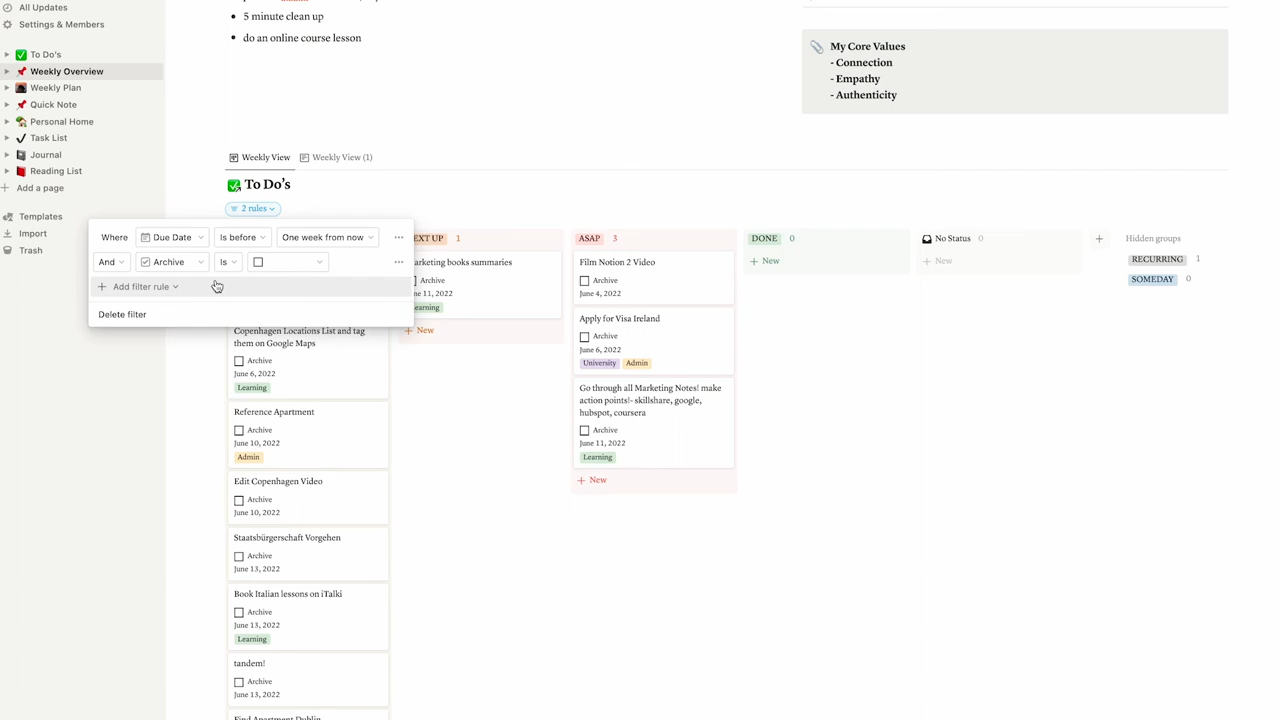 All Updates
Settings & Members
To Do's
Weekly Overview
Weekly Plan
Quick Note
Personal Home
Task List
Journal
Reading List
Add a page
Templates
Import
Trash
5 minute clean up
do an online course lesson
My Core Values
- Connection
- Empathy
- Authenticity
Weekly View
Weekly View (1)
To Do's
2 rules
Where
Due Date
Is before
One week from now
And
Archive
Is
Add filter rule
Delete filter
Copenhagen Locations List and tag
them on Google Maps
Archive
June 6, 2022
Learning
Reference Apartment
Archive
June 10, 2022
Admin
Edit Copenhagen Video
Archive
June 10, 2022
Staatsbürgerschaft Vorgehen
Archive
June 13, 2022
Book Italian lessons on iTalki
Archive
June 13, 2022
Learning
tandem!
Archive
June 13, 2022
Find Apartment Dublin
EXT UP 1
arketing books summaries
Archive
ne 11, 2022
earning
New
ASAP 3
Film Notion 2 Video
Archive
June 4, 2022
Apply for Visa Ireland
Archive
June 6, 2022
University Admin
Go through all Marketing Notes! make
action points!- skillshare, google,
hubspot, coursera
Archive
June 11, 2022
Learning
New
DONE 0
New
No Status 0
New
Hidden groups
RECURRING 1
SOMEDAY 0